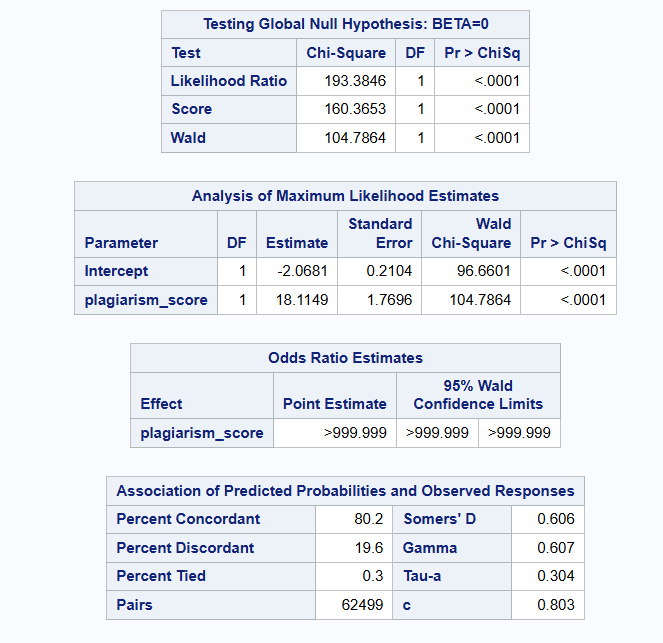 Testing Global Null Hypothesis: BETA=0
Test Chi-Square DF Pr > ChiSq
Likelihood Ratio 193.3846 1 <.0001
Score 160.3653 1 <.0001
Wald 104.7864 1 <.0001
Analysis of Maximum Likelihood Estimates
Parameter DF Estimate Standard Error Wald Chi-Square Pr > ChiSq
Intercept 1 -2.0681 0.2104 96.6601 <.0001
plagiarism_score 1 18.1149 1.7696 104.7864 <.0001
Odds Ratio Estimates
Effect Point Estimate 95% Wald Confidence Limits
plagiarism_score >999.999 >999.999 >999.999
Association of Predicted Probabilities and Observed Responses
Percent Concordant 80.2 Somers' D 0.606
Percent Discordant 19.6 Gamma 0.607
Percent Tied 0.3 Tau-a 0.304
Pairs 62499 c 0.803